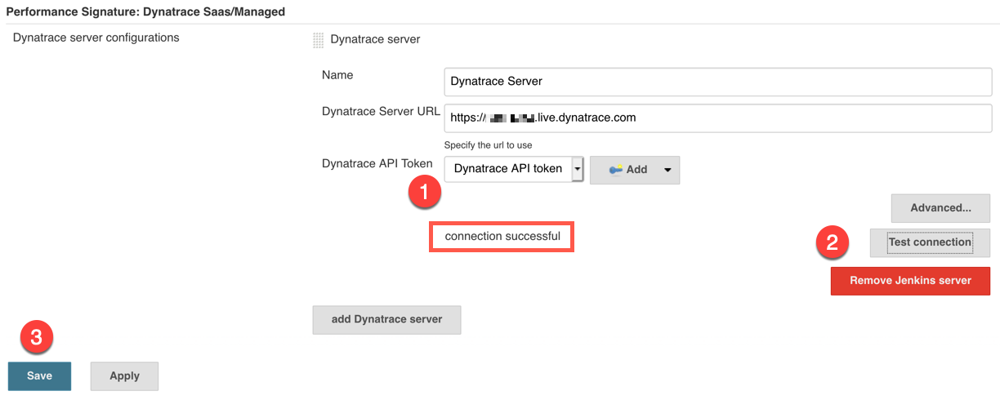 Performance Signature: Dynatrace Saas/Managed
Dynatrace server configurations
Dynatrace server
Name
Dynatrace Server
Dynatrace Server URL
https:// .live.dynatrace.com
Specify the url to use
Dynatrace API Token
Dynatrace API token
Add
1
Advanced...
connection successful
2
Test connection
Remove Jenkins server
add Dynatrace server
3
Save
Apply